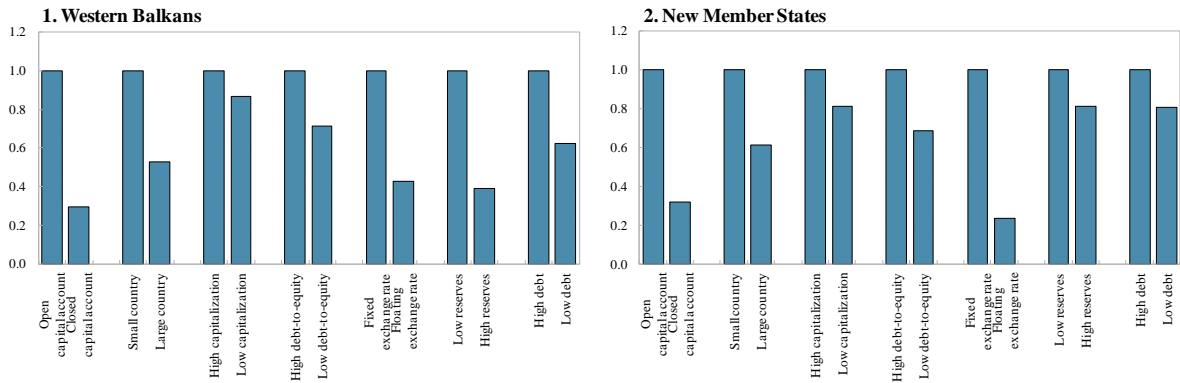 1. Western Balkans
1.2
1.0
0.8
0.6
0.4
0.2
0.0
Open
capital account
Closed
capital account
Small country
Large country
High capitalization
Low capitalization
High debt-to-equity
Low debt-to-equity
Fixed
exchange rate
Floating
exchange rate
Low reserves
High reserves
High debt
Low debt
2. New Member States
1.2
1.0
0.8
0.6
0.4
0.2
0.0
Open
capital account
Closed
capital account
Small country
Large country
High capitalization
Low capitalization
High debt-to-equity
Low debt-to-equity
Fixed
exchange rate
Floating
exchange rate
Low reserves
High reserves
High debt
Low debt